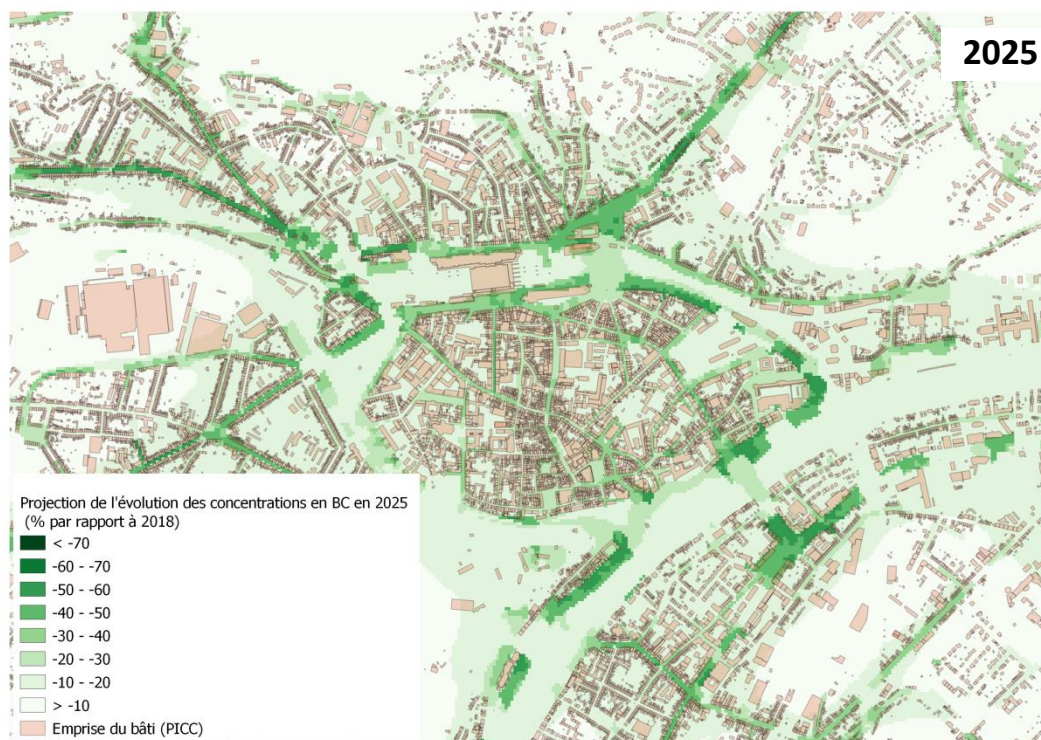 2025
Projection de l'évolution des concentrations en BC en 2025
(% par rapport à 2018)
< -70
-60 - -70
-50 - -60
-40 - -50
-30 - -40
-20 - -30
-10 - -20
> -10
Emprise du bâti (PICC)